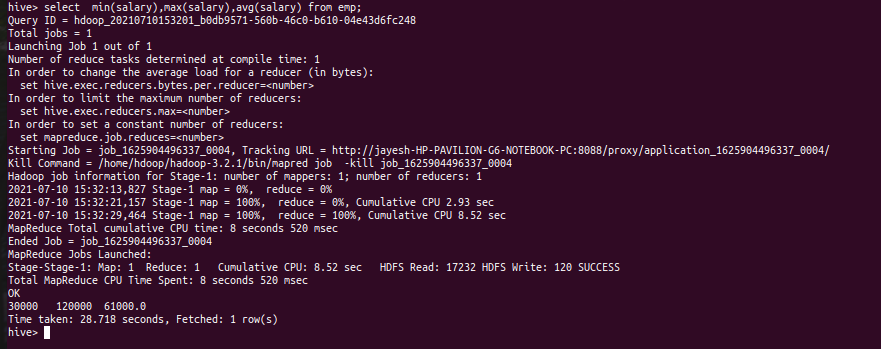 hive> select  min(salary),max(salary),avg(salary) from emp;
Query ID = hdoop_20210710153201_b0db9571-560b-46c0-b610-04e43d6fc248
Total jobs = 1
Launching Job 1 out of 1
Number of reduce tasks determined at compile time: 1
In order to change the average load for a reducer (in bytes):
  set hive.exec.reducers.bytes.per.reducer=<number>
In order to limit the maximum number of reducers:
  set hive.exec.reducers.max=<number>
In order to set a constant number of reducers:
  set mapreduce.job.reduces=<number>
Starting Job = job_1625904496337_0004, Tracking URL = http://jayesh-HP-PAVILION-G6-NOTEBOOK-PC:8088/proxy/application_1625904496337_0004/
Kill Command = /home/hdoop/hadoop-3.2.1/bin/mapred job  -kill job_1625904496337_0004
Hadoop job information for Stage-1: number of mappers: 1; number of reducers: 1
2021-07-10 15:32:13,827 Stage-1 map = 0%,  reduce = 0%
2021-07-10 15:32:21,157 Stage-1 map = 100%,  reduce = 0%, Cumulative CPU 2.93 sec
2021-07-10 15:32:29,464 Stage-1 map = 100%,  reduce = 100%, Cumulative CPU 8.52 sec
MapReduce Total cumulative CPU time: 8 seconds 520 msec
Ended Job = job_1625904496337_0004
MapReduce Jobs Launched:
Stage-Stage-1: Map: 1  Reduce: 1   Cumulative CPU: 8.52 sec   HDFS Read: 17232 HDFS Write: 120 SUCCESS
Total MapReduce CPU Time Spent: 8 seconds 520 msec
OK
30000   120000  61000.0
Time taken: 28.718 seconds, Fetched: 1 row(s)
hive>